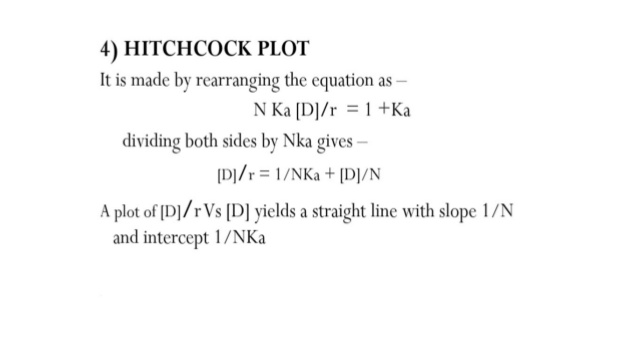 4) HITCHCOCK PLOT
It is made by rearranging the equation as –
N Ka [D]/r = 1 +Ka
dividing both sides by Nka gives –
[D]/r = 1/NKa + [D]/N
A plot of [D]/r Vs [D] yields a straight line with slope 1/N
and intercept 1/NKa